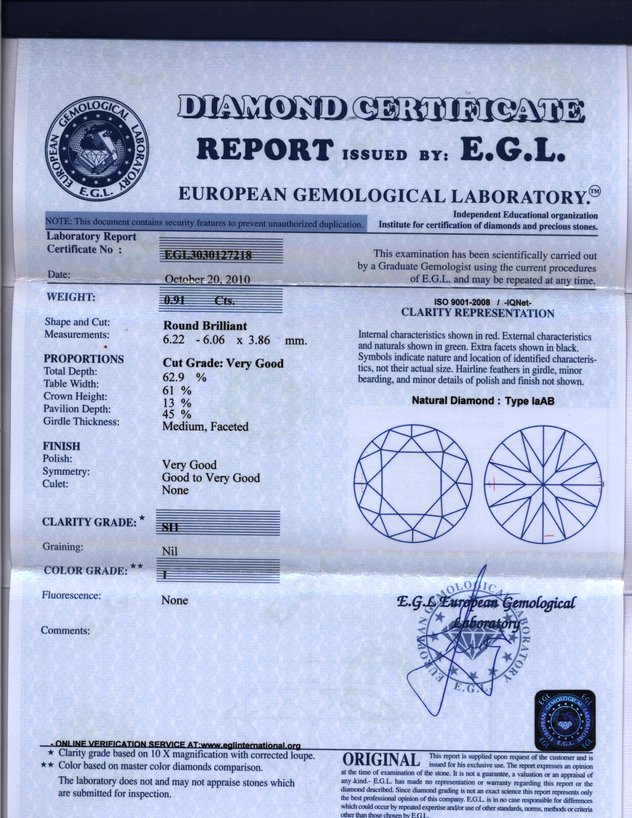 EUROPEAN GEMOLOGICAL LABORATORY
E.G.L.
DIAMOND CERTIFICATE
REPORT ISSUED BY: E.G.L.
EUROPEAN GEMOLOGICAL LABORATORY.™
NOTE: This document contains security features to prevent unauthorized duplication.
Independent Educational organization
Institute for certification of diamonds and precious stones.
Laboratory Report
Certificate No : EGL3030127218
Date: October 20, 2010
This examination has been scientifically carried out
by a Graduate Gemologist using the current procedures
of E.G.L. and may be repeated at any time.
WEIGHT: 0.91 Cts.
Shape and Cut: Round Brilliant
Measurements: 6.22 - 6.06 x 3.86 mm.
PROPORTIONS Cut Grade: Very Good
Total Depth: 62.9 %
Table Width: 61 %
Crown Height: 13 %
Pavilion Depth: 45 %
Girdle Thickness: Medium, Faceted
FINISH
Polish: Very Good
Symmetry: Good to Very Good
Culet: None
CLARITY GRADE: * SI1
Graining: Nil
COLOR GRADE: ** I
Fluorescence: None
Comments:
ISO 9001-2008 / -IQNet-
CLARITY REPRESENTATION
Internal characteristics shown in red. External characteristics
and naturals shown in green. Extra facets shown in black.
Symbols indicate nature and location of identified characteris-
tics, not their actual size. Hairline feathers in girdle, minor
bearding, and minor details of polish and finish not shown.
Natural Diamond : Type IaAB
E.G.L European Gemological
Laboratory
EUROPEAN GEMOLOGICAL LABORATORY
E.G.L.
- ONLINE VERIFICATION SERVICE AT:www.eglinternational.org
★ Clarity grade based on 10 X magnification with corrected loupe.
★★ Color based on master color diamonds comparison.
The laboratory does not and may not appraise stones which
are submitted for inspection.
EGL
E.G.L.
ORIGINAL This report is supplied upon request of the customer and is
issued for his exclusive use. The report expresses an opinion
at the time of examination of the stone. It is not a guarantee, a valuation or an appraisal of
any kind.- E.G.L. has made no representation or warranty regarding this report or the
diamond described. Since diamond grading is not an exact science this report represents only
the best professional opinion of this company. E.G.L. is in no case responsible for differences
which could occur by repeated expertise and/or use of other standards, norms, methods or criteria
other than those chosen by E.G.L.